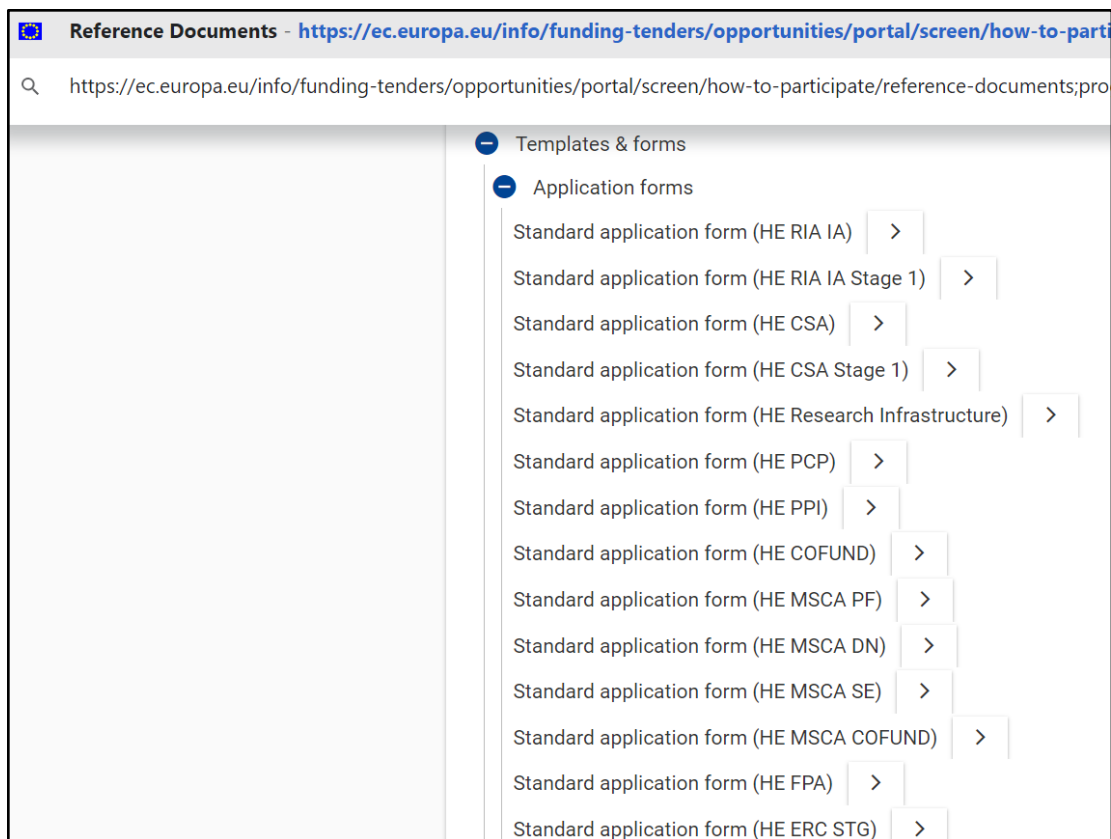 Reference Documents - https://ec.europa.eu/info/funding-tenders/opportunities/portal/screen/how-to-parti
https://ec.europa.eu/info/funding-tenders/opportunities/portal/screen/how-to-participate/reference-documents;pro
Templates & forms
Application forms
Standard application form (HE RIA IA)
Standard application form (HE RIA IA Stage 1)
Standard application form (HE CSA)
Standard application form (HE CSA Stage 1)
Standard application form (HE Research Infrastructure)
Standard application form (HE PCP)
Standard application form (HE PPI)
Standard application form (HE COFUND)
Standard application form (HE MSCA PF)
Standard application form (HE MSCA DN)
Standard application form (HE MSCA SE)
Standard application form (HE MSCA COFUND)
Standard application form (HE FPA)
Standard application form (HE ERC STG)